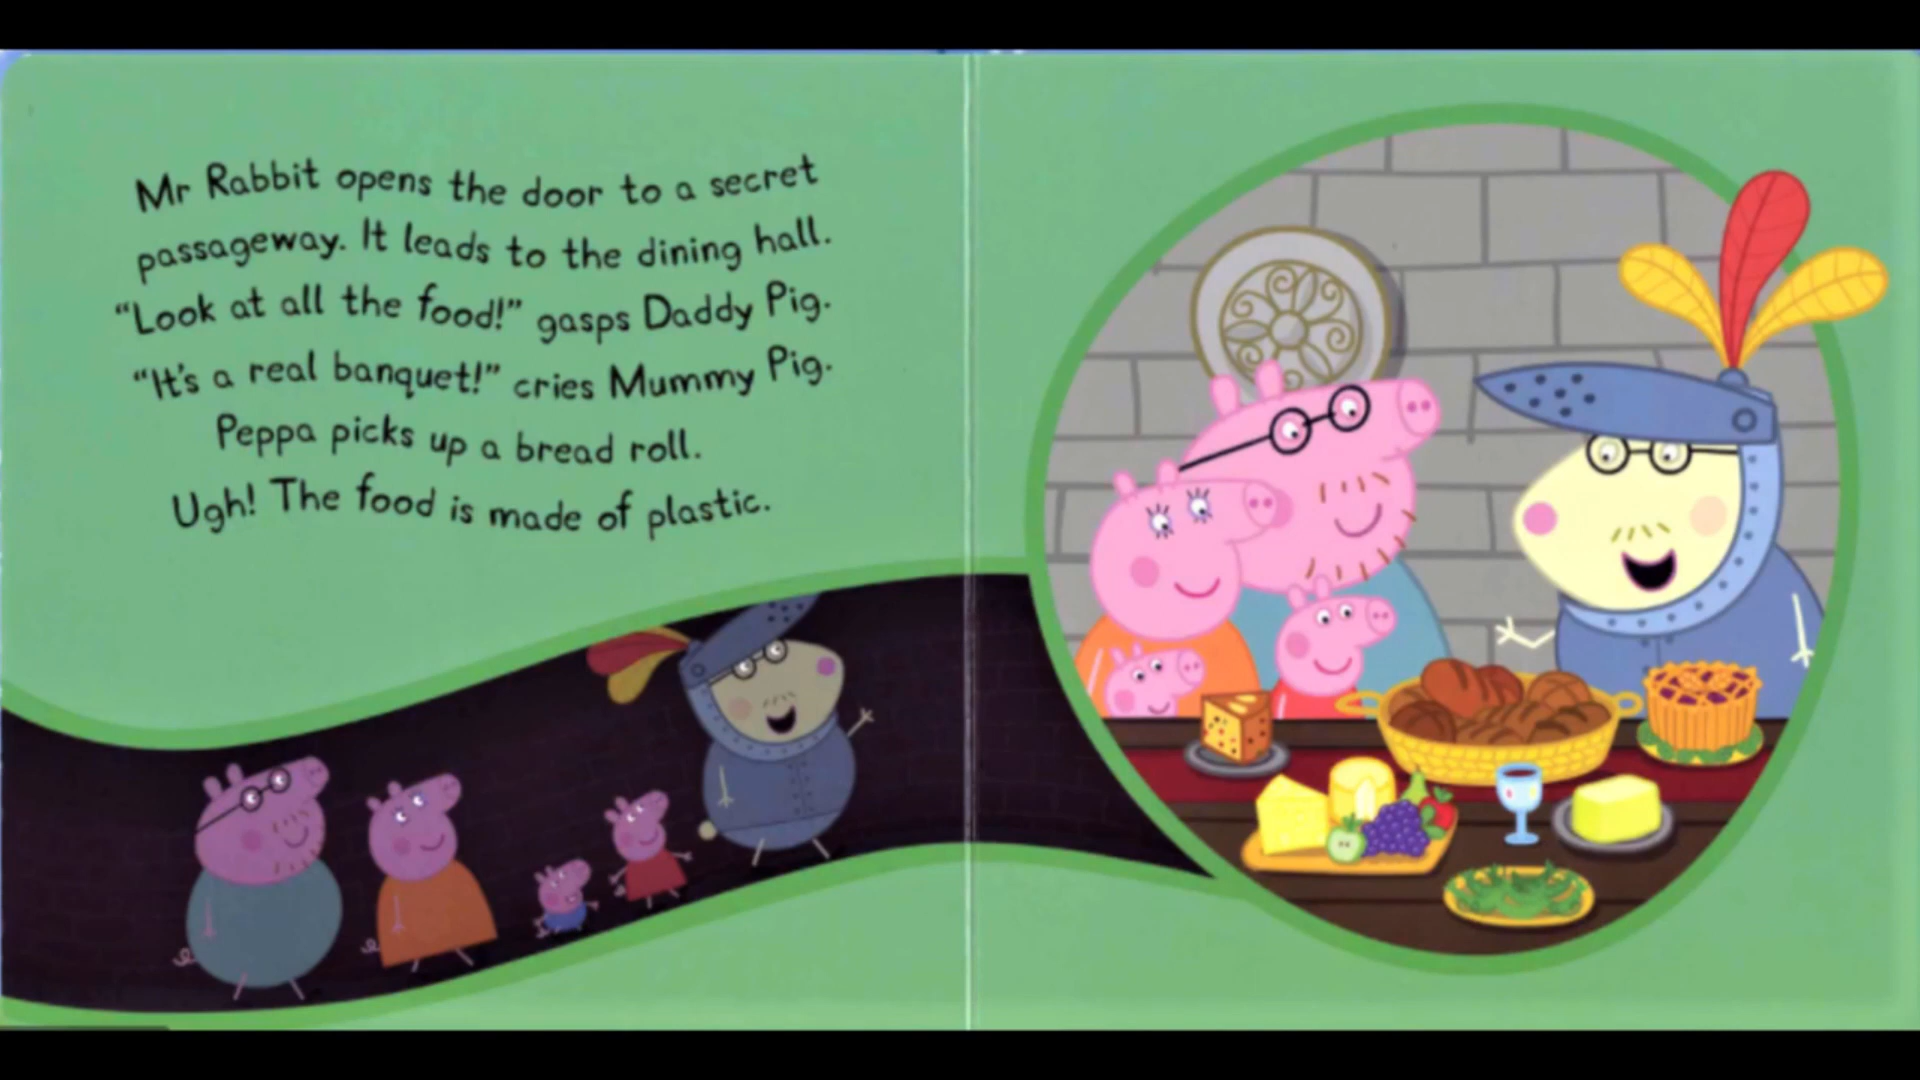 Mr Rabbit opens the door to a secret
passageway. It leads to the dining hall.
“Look at all the food!” gasps Daddy Pig.
“It's a real banquet!” cries Mummy Pig.
Peppa picks up a bread roll.
Ugh! The food is made of plastic.